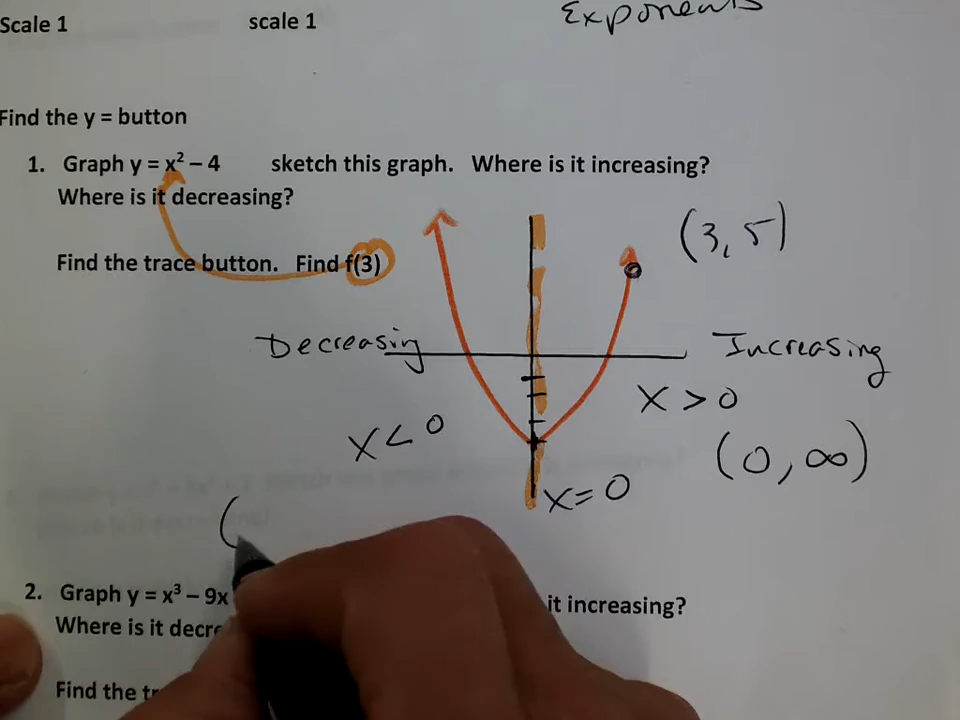 Scale 1 scale 1 Exponents
Find the y = button
1. Graph y = x² – 4 sketch this graph. Where is it increasing?
Where is it decreasing?
(3, 5)
Find the trace button. Find f(3)
Decreasing Increasing
x < 0 x > 0
(0, ∞)
x = 0
(
2. Graph y = x³ – 9x it increasing?
Where is it decr
Find the tr